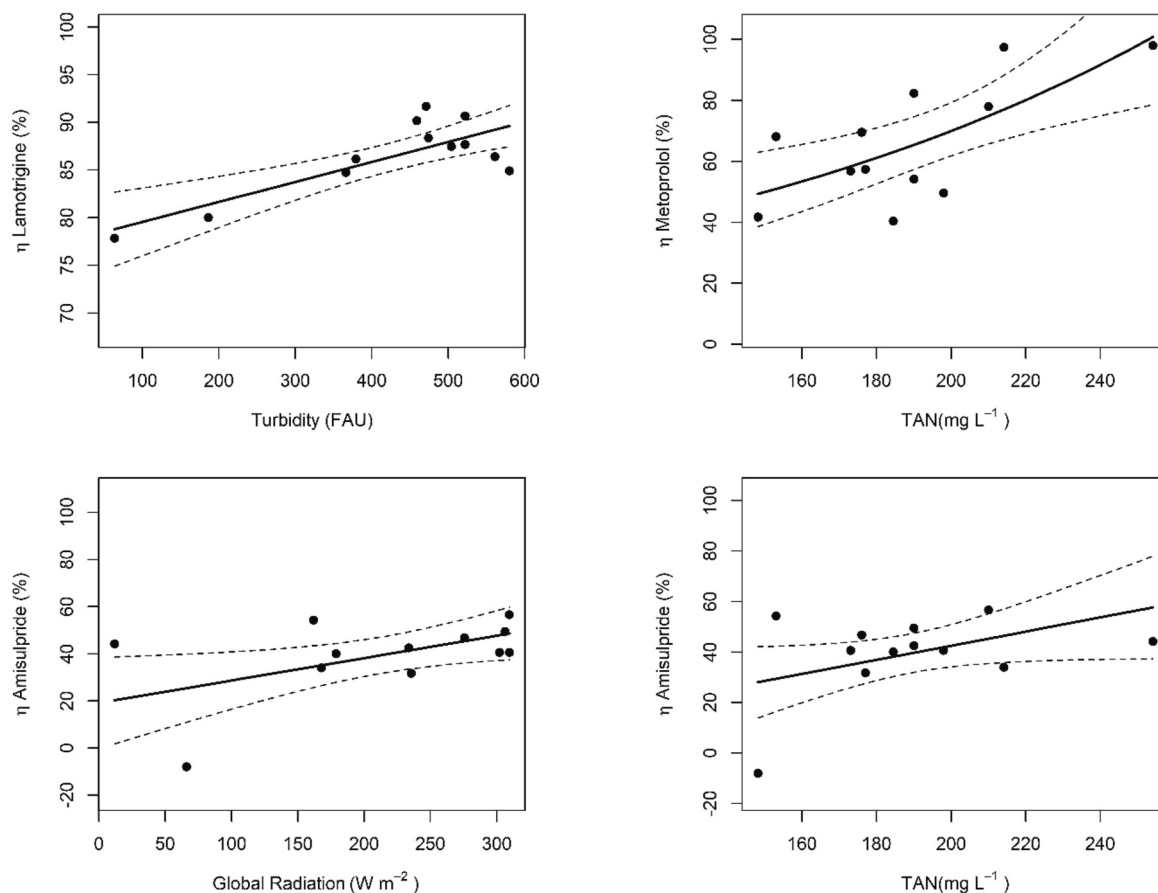 η Lamotrigine (%)
100
95
90
85
80
75
70
100 200 300 400 500 600
Turbidity (FAU)
η Metoprolol (%)
100
80
60
40
20
0
160 180 200 220 240
TAN(mg L⁻¹ )
η Amisulpride (%)
100
80
60
40
20
0
-20
0 50 100 150 200 250 300
Global Radiation (W m⁻² )
η Amisulpride (%)
100
80
60
40
20
0
-20
160 180 200 220 240
TAN(mg L⁻¹ )